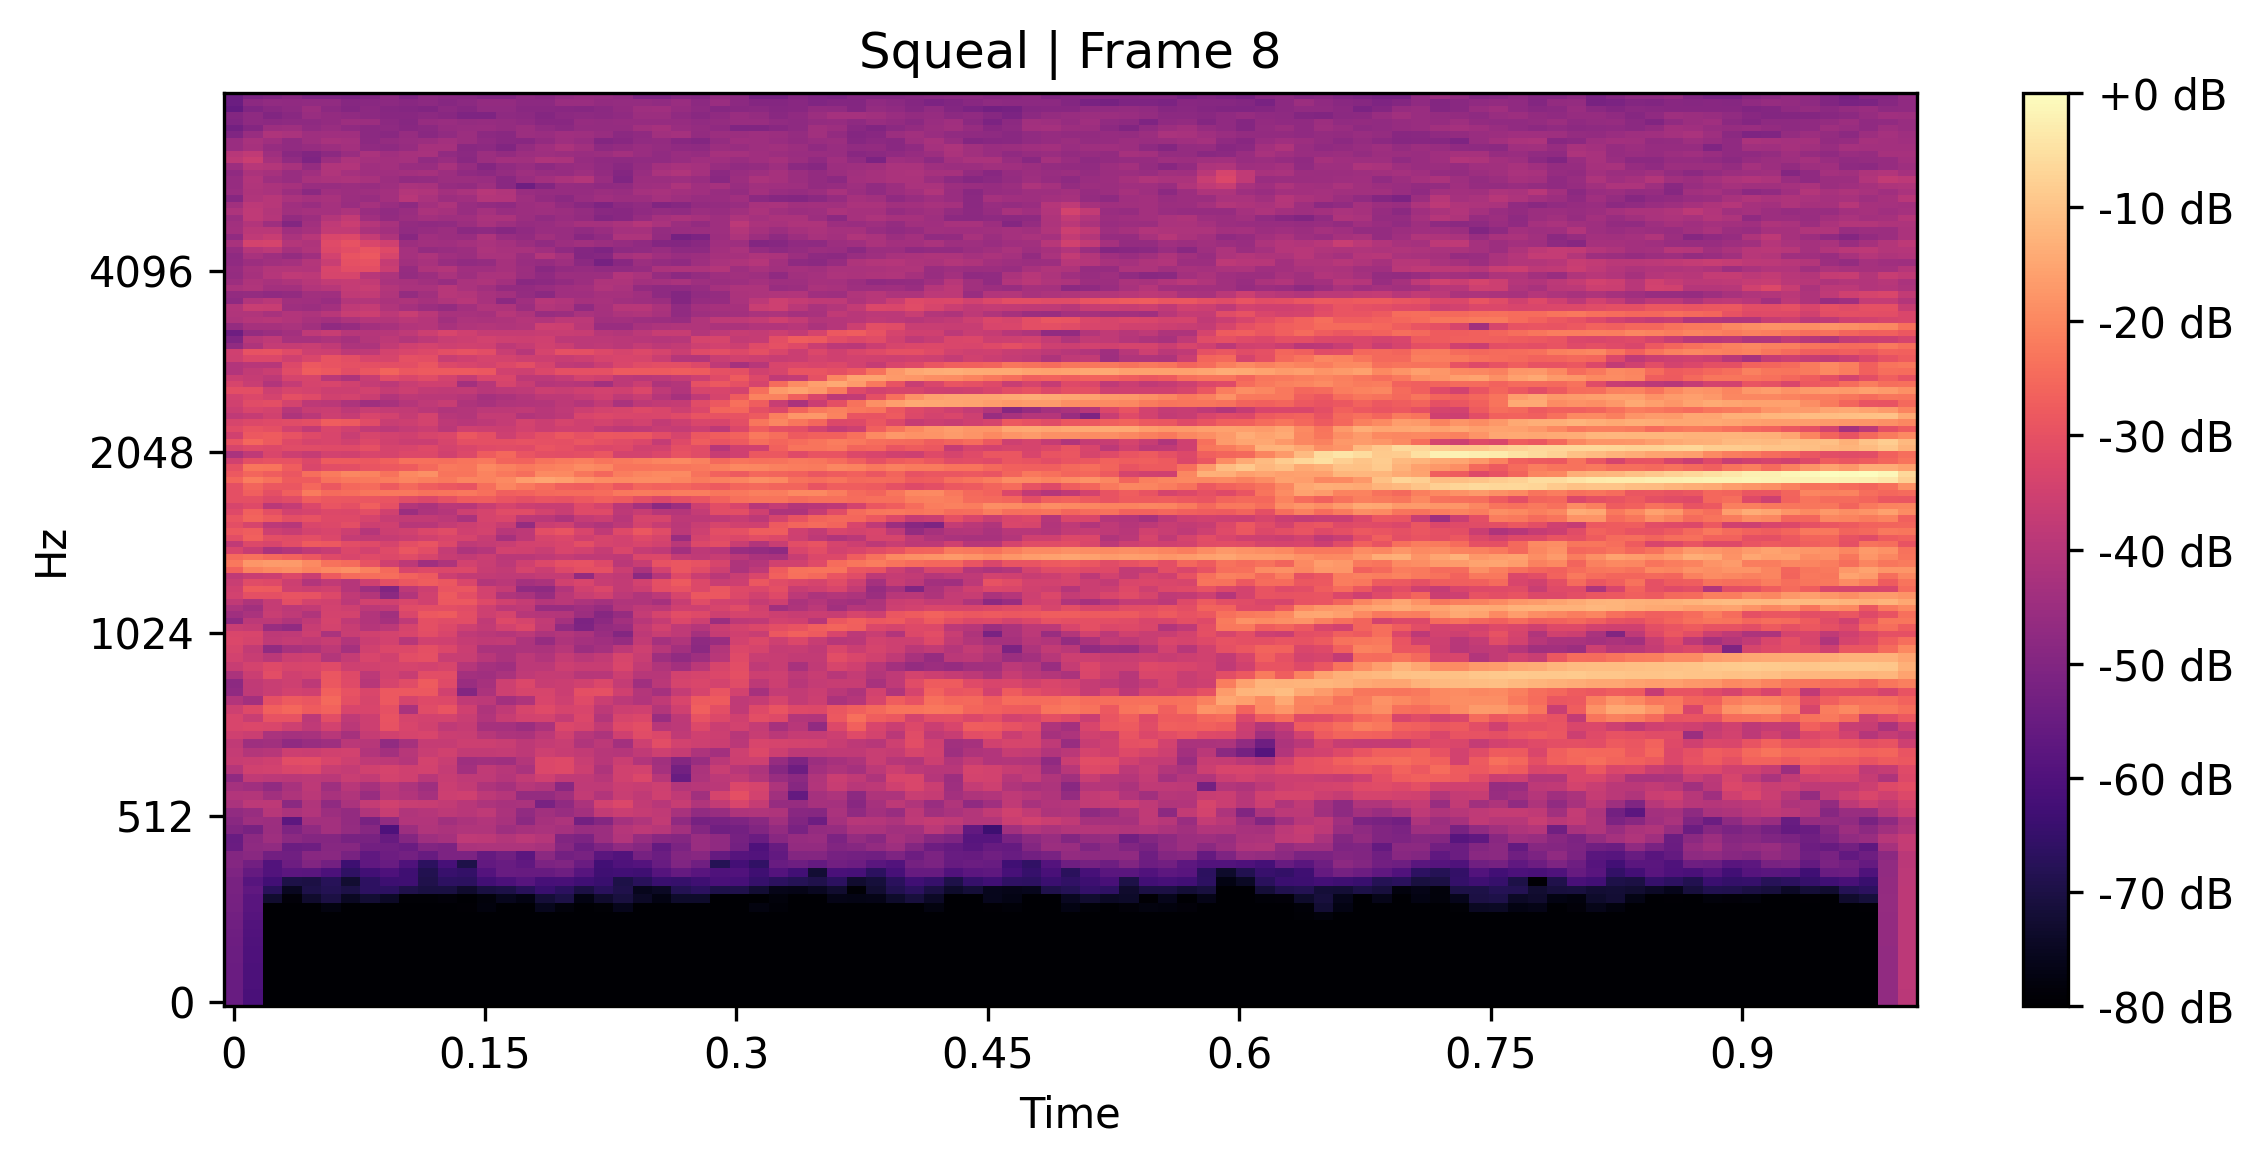 Squeal | Frame 8
Hz
4096
2048
1024
512
0
0 0.15 0.3 0.45 0.6 0.75 0.9
Time
+0 dB
-10 dB
-20 dB
-30 dB
-40 dB
-50 dB
-60 dB
-70 dB
-80 dB